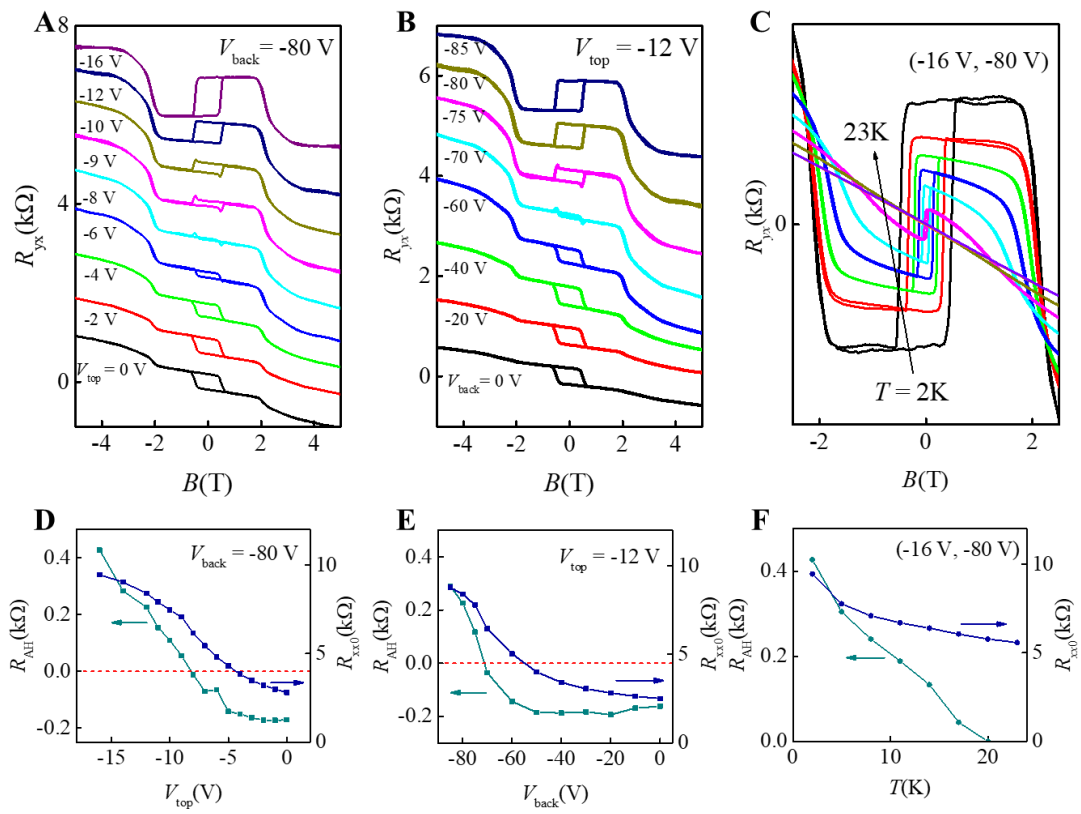 A
8
4
0
R_yx(kΩ)
V_back = -80 V
-16 V
-12 V
-10 V
-9 V
-8 V
-6 V
-4 V
-2 V
V_top = 0 V
-4 -2 0 2 4
B(T)
B
6
4
2
0
R_yx(kΩ)
V_top = -12 V
-85 V
-80 V
-75 V
-70 V
-60 V
-40 V
-20 V
V_back = 0 V
-4 -2 0 2 4
B(T)
C
0
R_yx(kΩ)
(-16 V, -80 V)
23K
T = 2K
-2 0 2
B(T)
D
0.4
0.2
0.0
-0.2
R_AH(kΩ)
V_back = -80 V
10
5
0
R_xx0(kΩ)
-15 -10 -5 0
V_top(V)
E
0.4
0.2
0.0
-0.2
R_AH(kΩ)
V_top = -12 V
10
5
0
R_xx0(kΩ)
-80 -60 -40 -20 0
V_back(V)
F
0.4
0.2
0.0
R_AH(kΩ)
(-16 V, -80 V)
10
5
0
R_xx0(kΩ)
0 10 20
T(K)